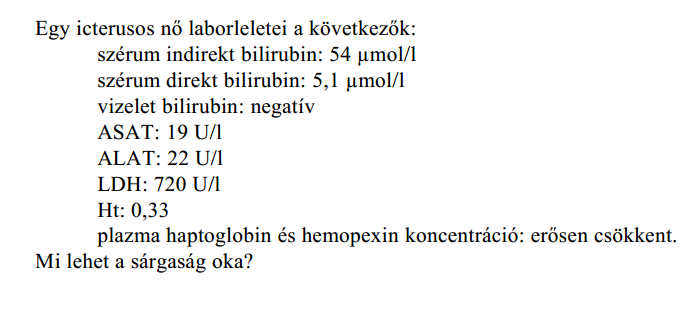 Egy icterusos nő laborleletei a következők:
szérum indirekt bilirubin: 54 µmol/l
szérum direkt bilirubin: 5,1 µmol/l
vizelet bilirubin: negatív
ASAT: 19 U/l
ALAT: 22 U/l
LDH: 720 U/l
Ht: 0,33
plazma haptoglobin és hemopexin koncentráció: erősen csökkent.
Mi lehet a sárgaság oka?